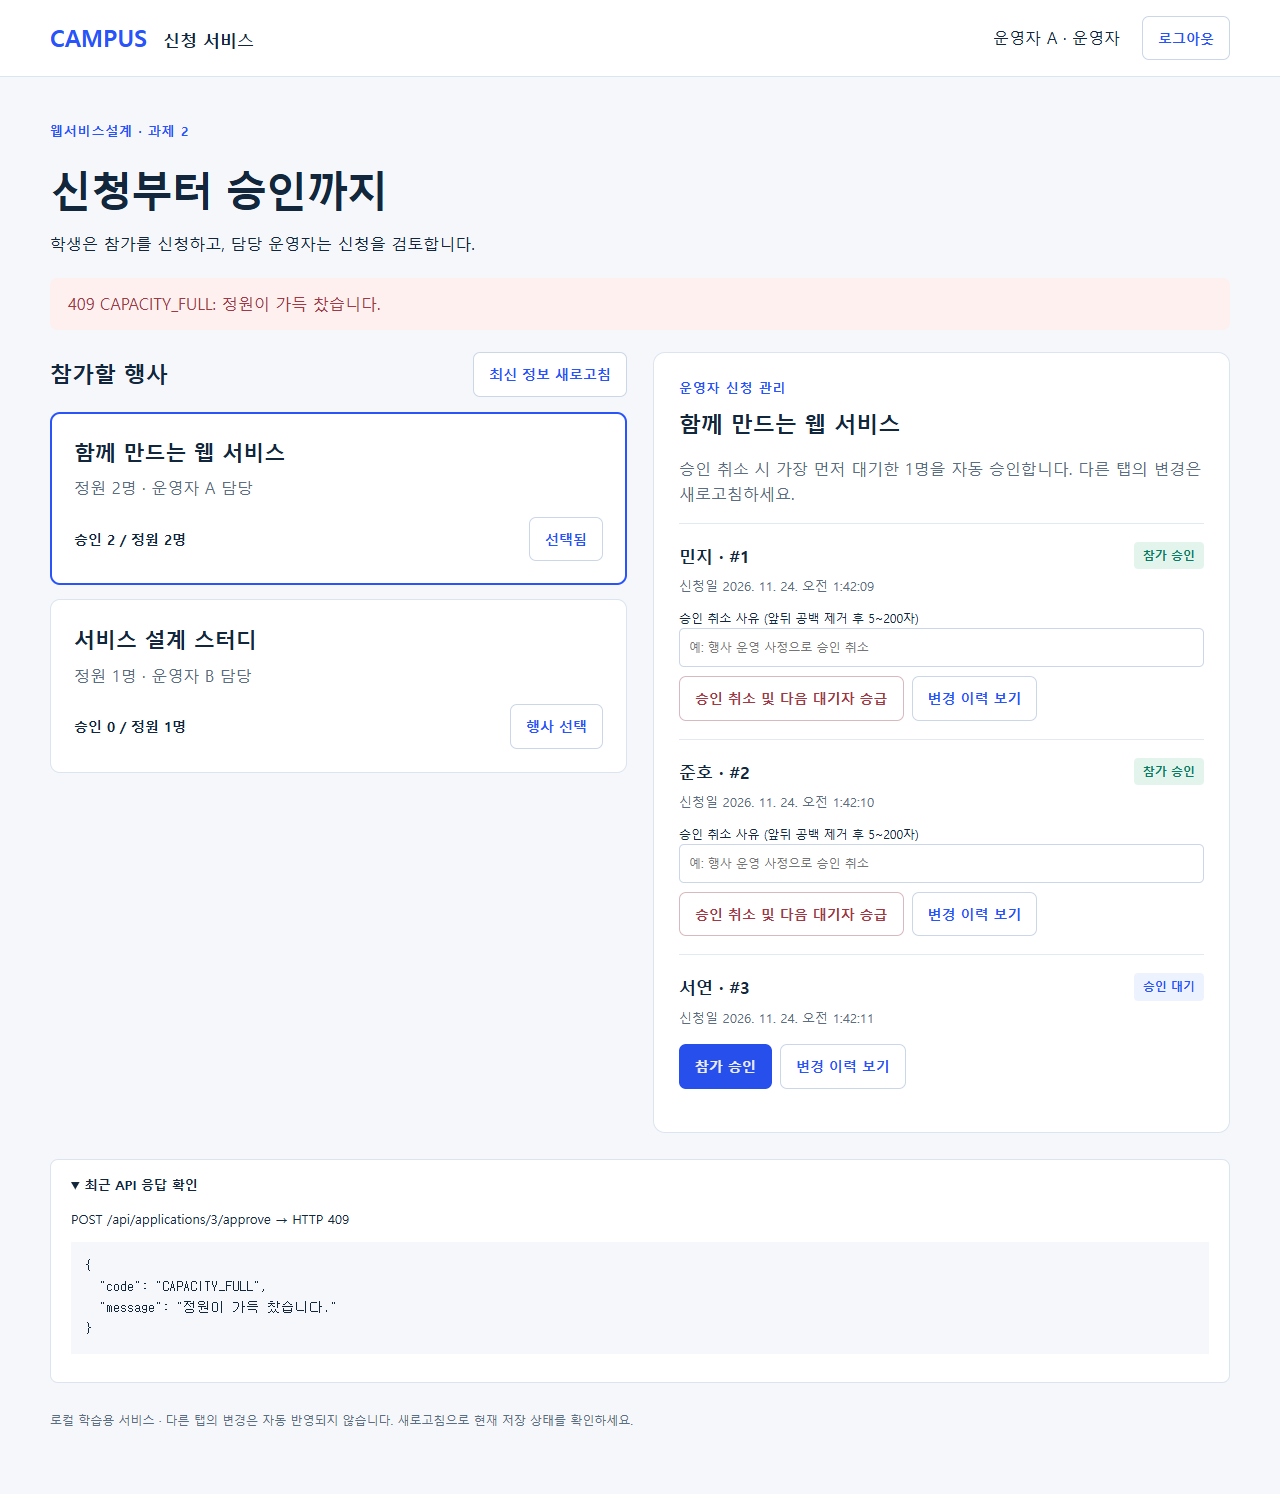 CAMPUS 신청 서비스
운영자 A · 운영자
로그아웃
웹서비스설계 · 과제 2
신청부터 승인까지
학생은 참가를 신청하고, 담당 운영자는 신청을 검토합니다.
409 CAPACITY_FULL: 정원이 가득 찼습니다.
참가할 행사
최신 정보 새로고침
함께 만드는 웹 서비스
정원 2명 · 운영자 A 담당
승인 2 / 정원 2명
선택됨
서비스 설계 스터디
정원 1명 · 운영자 B 담당
승인 0 / 정원 1명
행사 선택
운영자 신청 관리
함께 만드는 웹 서비스
승인 취소 시 가장 먼저 대기한 1명을 자동 승인합니다. 다른 탭의 변경은
새로고침하세요.
민지 · #1
참가 승인
신청일 2026. 11. 24. 오전 1:42:09
승인 취소 사유 (앞뒤 공백 제거 후 5~200자)
예: 행사 운영 사정으로 승인 취소
승인 취소 및 다음 대기자 승급
변경 이력 보기
준호 · #2
참가 승인
신청일 2026. 11. 24. 오전 1:42:10
승인 취소 사유 (앞뒤 공백 제거 후 5~200자)
예: 행사 운영 사정으로 승인 취소
승인 취소 및 다음 대기자 승급
변경 이력 보기
서연 · #3
승인 대기
신청일 2026. 11. 24. 오전 1:42:11
참가 승인
변경 이력 보기
▼ 최근 API 응답 확인
POST /api/applications/3/approve → HTTP 409
{
"code": "CAPACITY_FULL",
"message": "정원이 가득 찼습니다."
}
로컬 학습용 서비스 · 다른 탭의 변경은 자동 반영되지 않습니다. 새로고침으로 현재 저장 상태를 확인하세요.